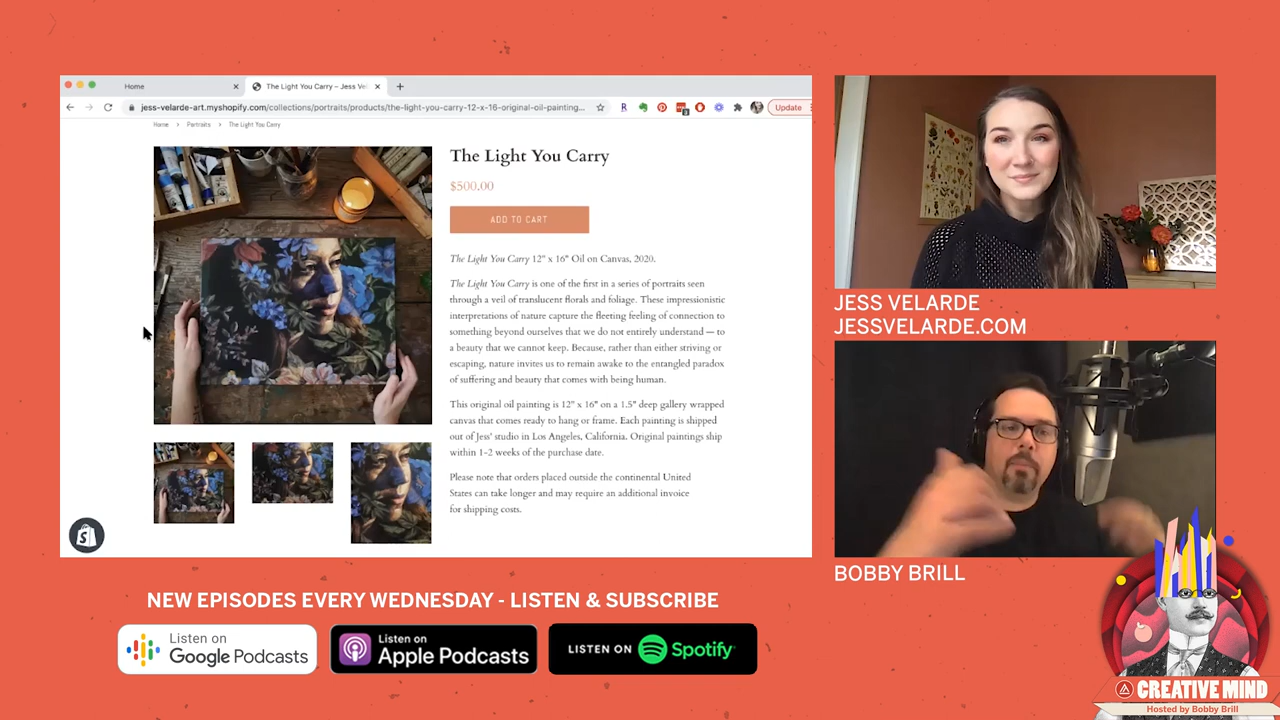 Home
The Light You Carry – Jess Ve
jess-velarde-art.myshopify.com/collections/portraits/products/the-light-you-carry-12-x-16-original-oil-painting...
Update
Home > Portraits > The Light You Carry
The Light You Carry
$500.00
ADD TO CART
The Light You Carry 12" x 16" Oil on Canvas, 2020.
The Light You Carry is one of the first in a series of portraits seen
through a veil of translucent florals and foliage. These impressionistic
interpretations of nature capture the fleeting feeling of connection to
something beyond ourselves that we do not entirely understand — to
a beauty that we cannot keep. Because, rather than either striving or
escaping, nature invites us to remain awake to the entangled paradox
of suffering and beauty that comes with being human.
This original oil painting is 12" x 16" on a 1.5" deep gallery wrapped
canvas that comes ready to hang or frame. Each painting is shipped
out of Jess' studio in Los Angeles, California. Original paintings ship
within 1-2 weeks of the purchase date.
Please note that orders placed outside the continental United
States can take longer and may require an additional invoice
for shipping costs.
JESS VELARDE
JESSVELARDE.COM
BOBBY BRILL
NEW EPISODES EVERY WEDNESDAY - LISTEN & SUBSCRIBE
Listen on
Google Podcasts
Listen on
Apple Podcasts
LISTEN ON Spotify
CREATIVE MIND
Hosted by Bobby Brill